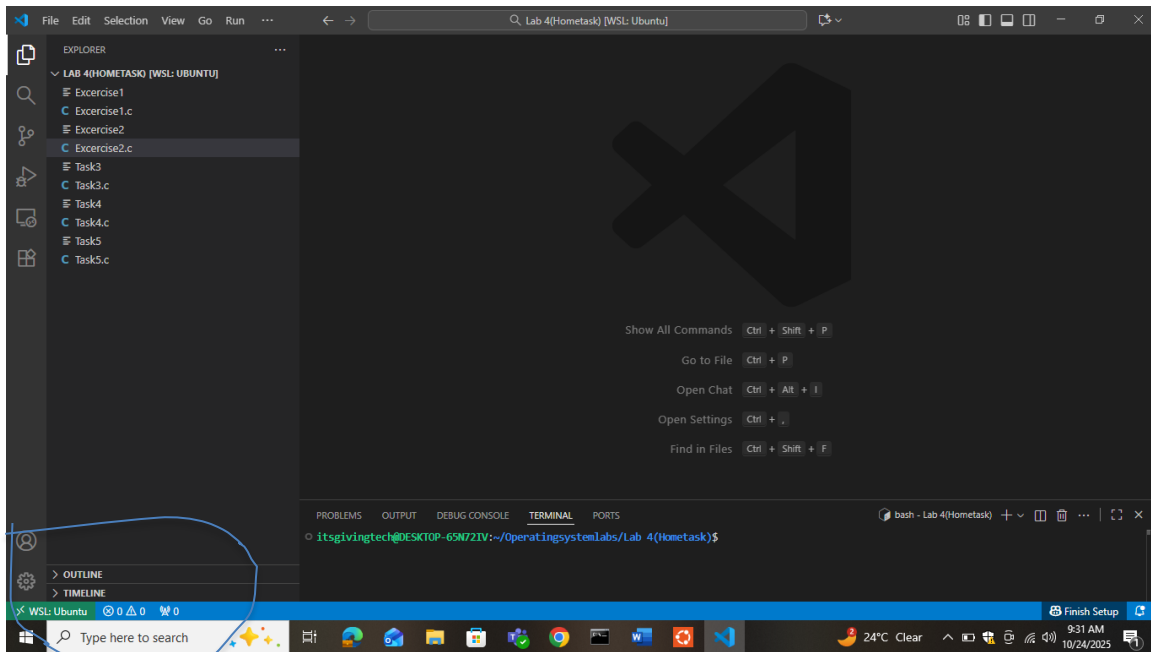 File Edit Selection View Go Run ··· Lab 4(Hometask) [WSL: Ubuntu]
EXPLORER ···
LAB 4(HOMETASK) [WSL: UBUNTU]
Excercise1
C Excercise1.c
Excercise2
C Excercise2.c
Task3
C Task3.c
Task4
C Task4.c
Task5
C Task5.c
Show All Commands Ctrl + Shift + P
Go to File Ctrl + P
Open Chat Ctrl + Alt + I
Open Settings Ctrl + ,
Find in Files Ctrl + Shift + F
PROBLEMS OUTPUT DEBUG CONSOLE TERMINAL PORTS bash - Lab 4(Hometask)
itsgivingtech@DESKTOP-65N72IV:~/Operatingsystemlabs/Lab 4(Hometask)$
> OUTLINE
> TIMELINE
WSL: Ubuntu 0 0 0 Finish Setup
Type here to search 2 24°C Clear 9:31 AM
10/24/2025 1